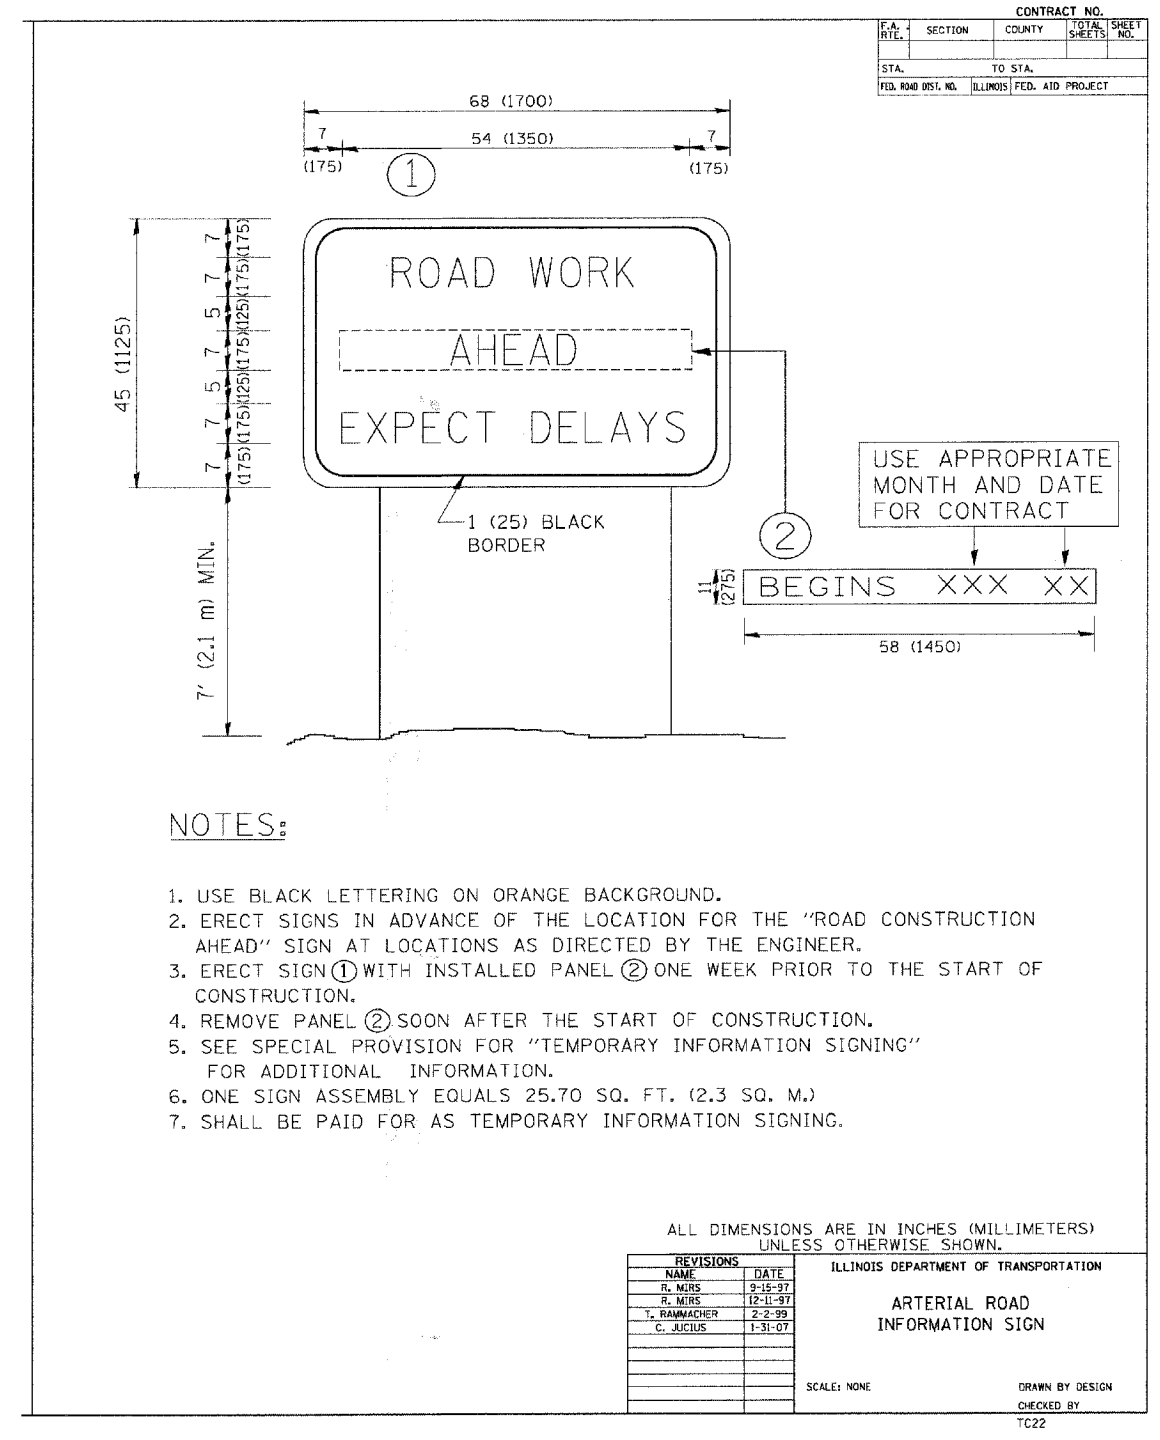 CONTRACT NO.
F.A. RTE. SECTION COUNTY TOTAL SHEETS SHEET NO.
STA. TO STA.
FED. ROAD DIST. NO. ILLINOIS FED. AID PROJECT
68 (1700)
7 54 (1350) 7
(175) (175)
1
45 (1125)
7 (175)
7 (175)
5 (125)
7 (175)
5 (125)
7 (175)
7 (175)
ROAD WORK
AHEAD
EXPECT DELAYS
1 (25) BLACK
BORDER
7' (2.1 m) MIN.
USE APPROPRIATE
MONTH AND DATE
FOR CONTRACT
2
11 (275)
BEGINS XXX XX
58 (1450)
NOTES:
1. USE BLACK LETTERING ON ORANGE BACKGROUND.
2. ERECT SIGNS IN ADVANCE OF THE LOCATION FOR THE "ROAD CONSTRUCTION
AHEAD" SIGN AT LOCATIONS AS DIRECTED BY THE ENGINEER.
3. ERECT SIGN 1 WITH INSTALLED PANEL 2 ONE WEEK PRIOR TO THE START OF
CONSTRUCTION.
4. REMOVE PANEL 2 SOON AFTER THE START OF CONSTRUCTION.
5. SEE SPECIAL PROVISION FOR "TEMPORARY INFORMATION SIGNING"
FOR ADDITIONAL INFORMATION.
6. ONE SIGN ASSEMBLY EQUALS 25.70 SQ. FT. (2.3 SQ. M.)
7. SHALL BE PAID FOR AS TEMPORARY INFORMATION SIGNING.
ALL DIMENSIONS ARE IN INCHES (MILLIMETERS)
UNLESS OTHERWISE SHOWN.
REVISIONS
NAME DATE
R. MIRS 9-15-97
R. MIRS 12-11-97
T. RAMMACHER 2-2-99
C. JUCIUS 1-31-07
ILLINOIS DEPARTMENT OF TRANSPORTATION
ARTERIAL ROAD
INFORMATION SIGN
SCALE: NONE DRAWN BY DESIGN
CHECKED BY
TC22